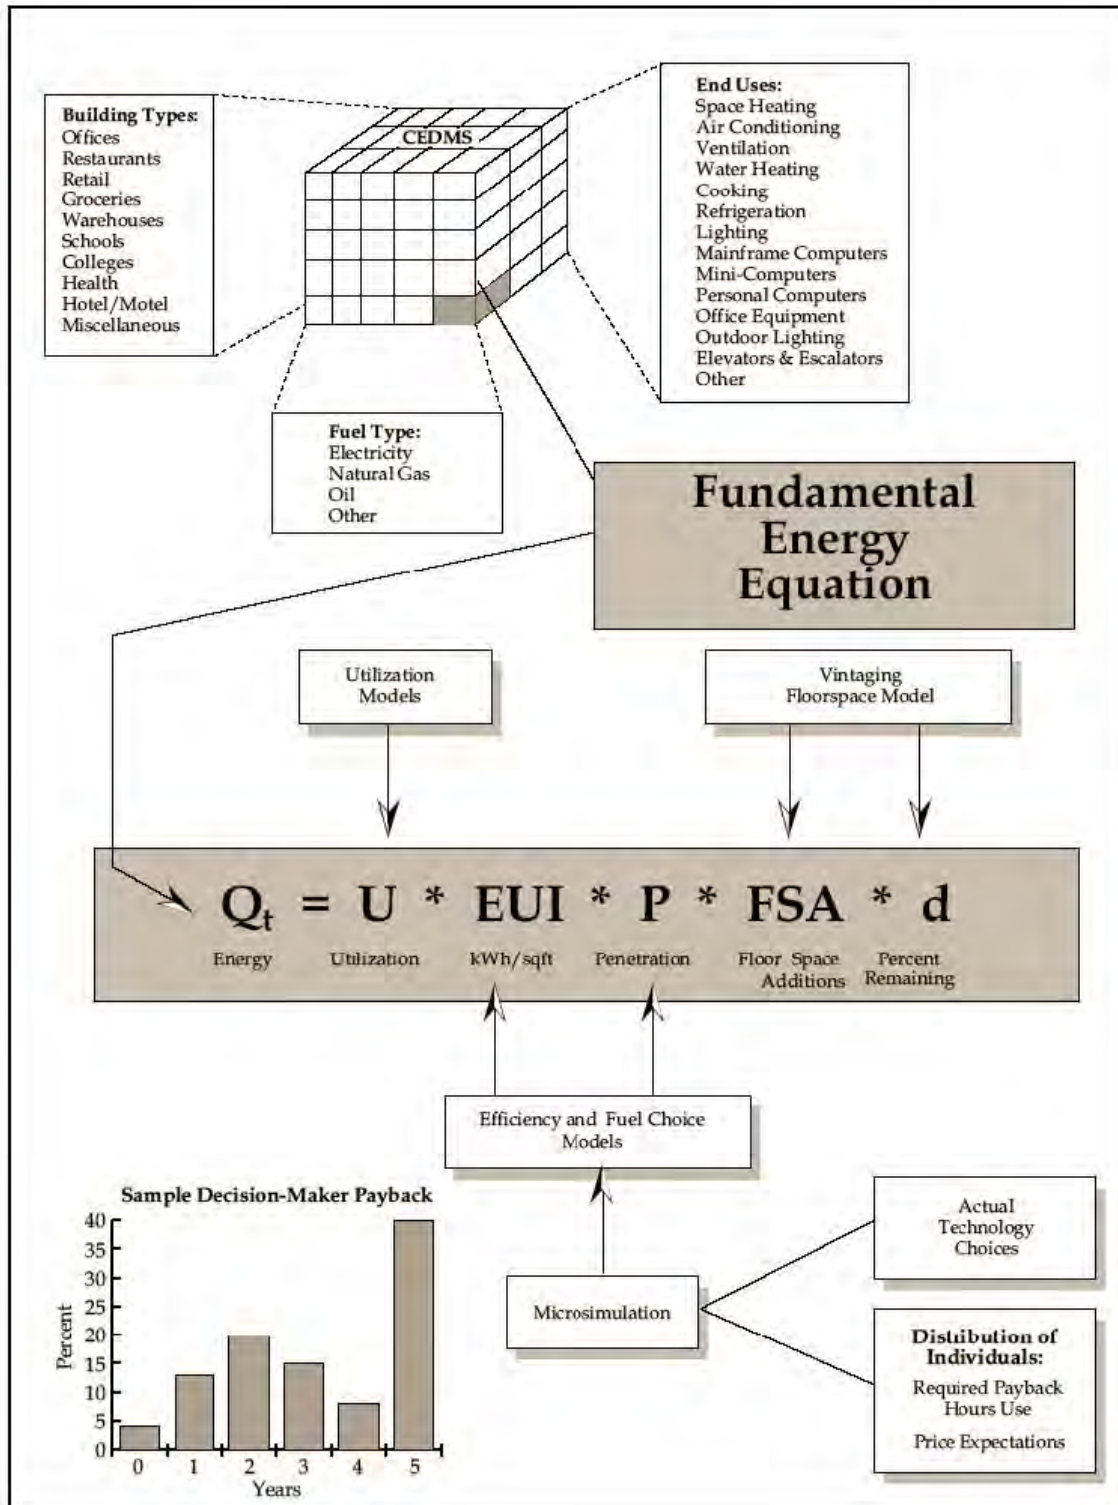 Building Types:
Offices
Restaurants
Retail
Groceries
Warehouses
Schools
Colleges
Health
Hotel/Motel
Miscellaneous
CEDMS
End Uses:
Space Heating
Air Conditioning
Ventilation
Water Heating
Cooking
Refrigeration
Lighting
Mainframe Computers
Mini-Computers
Personal Computers
Office Equipment
Outdoor Lighting
Elevators & Escalators
Other
Fuel Type:
Electricity
Natural Gas
Oil
Other
Fundamental
Energy
Equation
Utilization
Models
Vintaging
Floorspace Model
Qt = U * EUI * P * FSA * d
Energy Utilization kWh/sqft Penetration Floor Space Percent
Additions Remaining
Efficiency and Fuel Choice
Models
Microsimulation
Actual
Technology
Choices
Distribution of
Individuals:
Required Payback
Hours Use
Price Expectations
Sample Decision-Maker Payback
Percent
40
35
30
25
20
15
10
5
0
0 1 2 3 4 5
Years